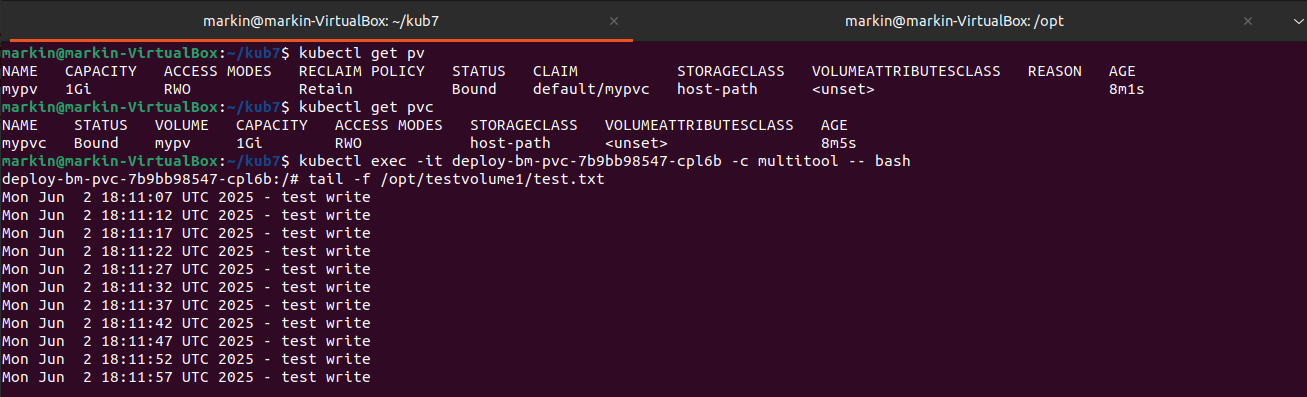 markin@markin-VirtualBox: ~/kub7 × markin@markin-VirtualBox: /opt ×
markin@markin-VirtualBox:~/kub7$ kubectl get pv
NAME   CAPACITY   ACCESS MODES   RECLAIM POLICY   STATUS   CLAIM           STORAGECLASS   VOLUMEATTRIBUTESCLASS   REASON   AGE
mypv   1Gi        RWO            Retain           Bound    default/mypvc   host-path      <unset>                          8m1s
markin@markin-VirtualBox:~/kub7$ kubectl get pvc
NAME    STATUS   VOLUME   CAPACITY   ACCESS MODES   STORAGECLASS   VOLUMEATTRIBUTESCLASS   AGE
mypvc   Bound    mypv     1Gi        RWO            host-path      <unset>                 8m5s
markin@markin-VirtualBox:~/kub7$ kubectl exec -it deploy-bm-pvc-7b9bb98547-cpl6b -c multitool -- bash
deploy-bm-pvc-7b9bb98547-cpl6b:/# tail -f /opt/testvolume1/test.txt
Mon Jun  2 18:11:07 UTC 2025 - test write
Mon Jun  2 18:11:12 UTC 2025 - test write
Mon Jun  2 18:11:17 UTC 2025 - test write
Mon Jun  2 18:11:22 UTC 2025 - test write
Mon Jun  2 18:11:27 UTC 2025 - test write
Mon Jun  2 18:11:32 UTC 2025 - test write
Mon Jun  2 18:11:37 UTC 2025 - test write
Mon Jun  2 18:11:42 UTC 2025 - test write
Mon Jun  2 18:11:47 UTC 2025 - test write
Mon Jun  2 18:11:52 UTC 2025 - test write
Mon Jun  2 18:11:57 UTC 2025 - test write